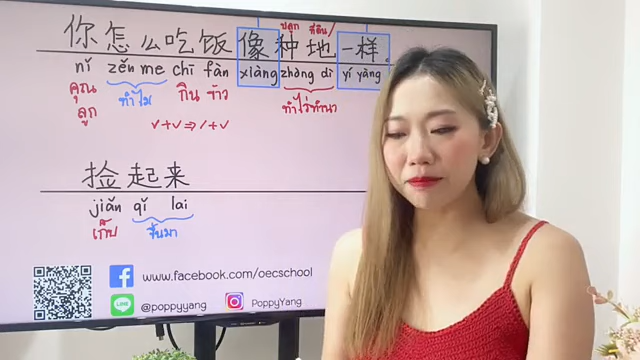 你怎么吃饭像种地一样。
ปลูก ที่ดิน/
nǐ zěn me chī fàn xiàng zhòng dì yí yàng
คุณ ทำไม กิน ข้าว ทำไร่ทำนา
ลูก
✓+✓⇒/+✓
捡起来
jiǎn qǐ lai
เก็บ ขึ้นมา
www.facebook.com/oecschool
@poppyyang PoppyYang
LINE